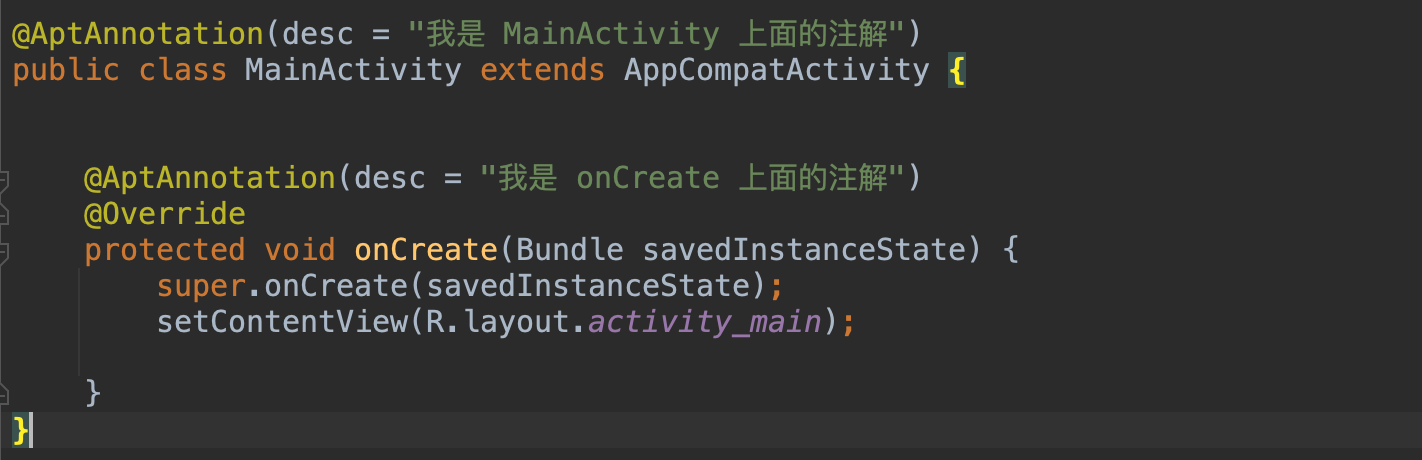 @AptAnnotation(desc = "我是 MainActivity 上面的注解")
public class MainActivity extends AppCompatActivity {
@AptAnnotation(desc = "我是 onCreate 上面的注解")
@Override
protected void onCreate(Bundle savedInstanceState) {
super.onCreate(savedInstanceState);
setContentView(R.layout.activity_main);
}
}